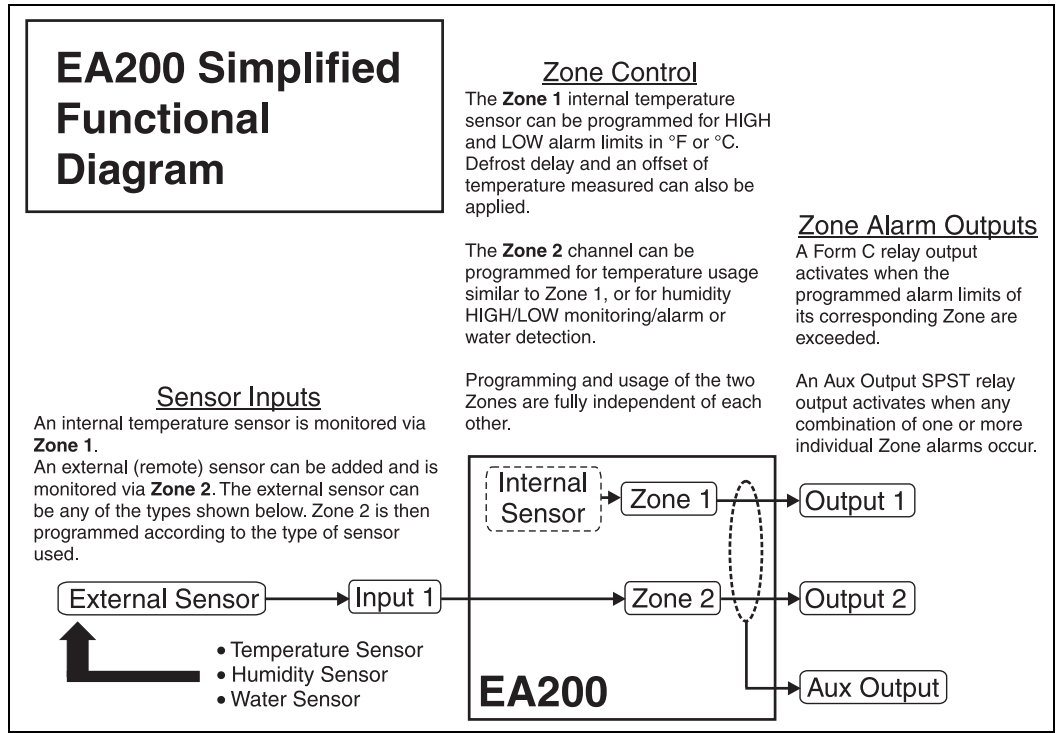 EA200 Simplified
Functional
Diagram
Zone Control
The Zone 1 internal temperature
sensor can be programmed for HIGH
and LOW alarm limits in °F or °C.
Defrost delay and an offset of
temperature measured can also be
applied.
The Zone 2 channel can be
programmed for temperature usage
similar to Zone 1, or for humidity
HIGH/LOW monitoring/alarm or
water detection.
Programming and usage of the two
Zones are fully independent of each
other.
Zone Alarm Outputs
A Form C relay output
activates when the
programmed alarm limits of
its corresponding Zone are
exceeded.
An Aux Output SPST relay
output activates when any
combination of one or more
individual Zone alarms occur.
Sensor Inputs
An internal temperature sensor is monitored via
Zone 1.
An external (remote) sensor can be added and is
monitored via Zone 2. The external sensor can
be any of the types shown below. Zone 2 is then
programmed according to the type of sensor
used.
Internal
Sensor
Zone 1
Output 1
External Sensor
Input 1
Zone 2
Output 2
• Temperature Sensor
• Humidity Sensor
• Water Sensor
EA200
Aux Output